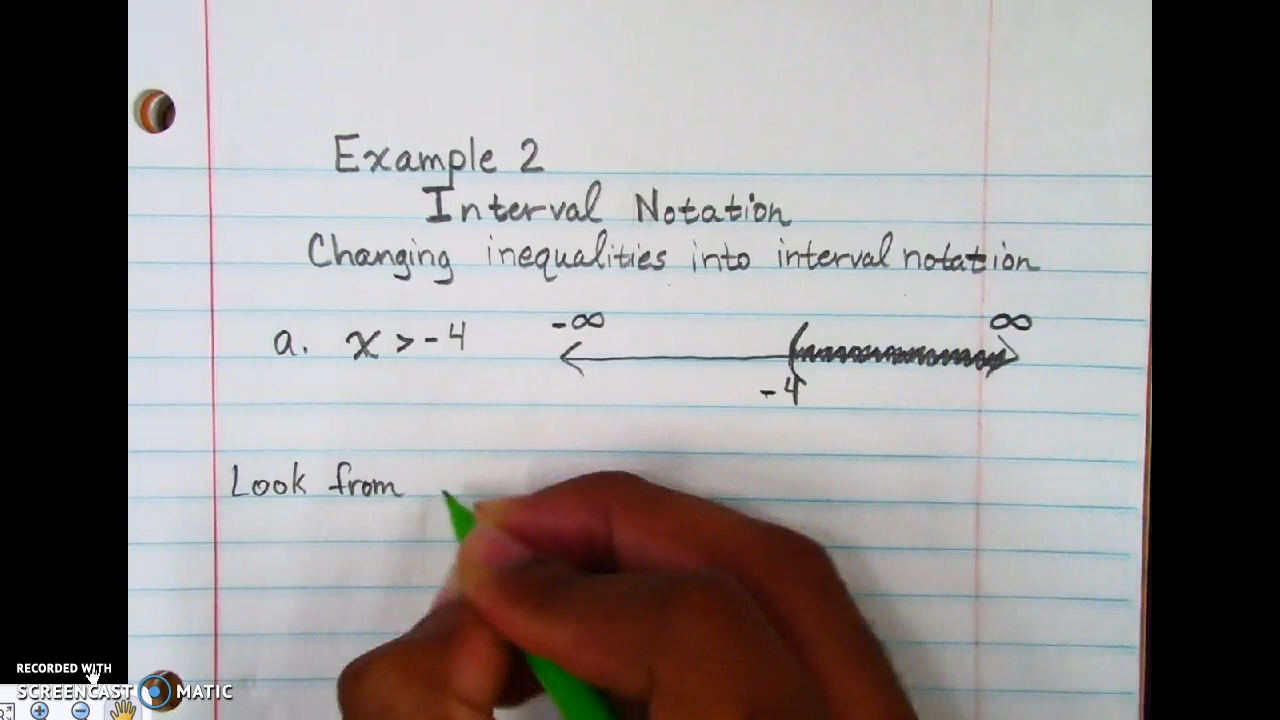 Example 2
Interval Notation
Changing inequalities into interval notation
a. x > -4
-∞ ∞
-4
Look from
RECORDED WITH
SCREENCAST MATIC